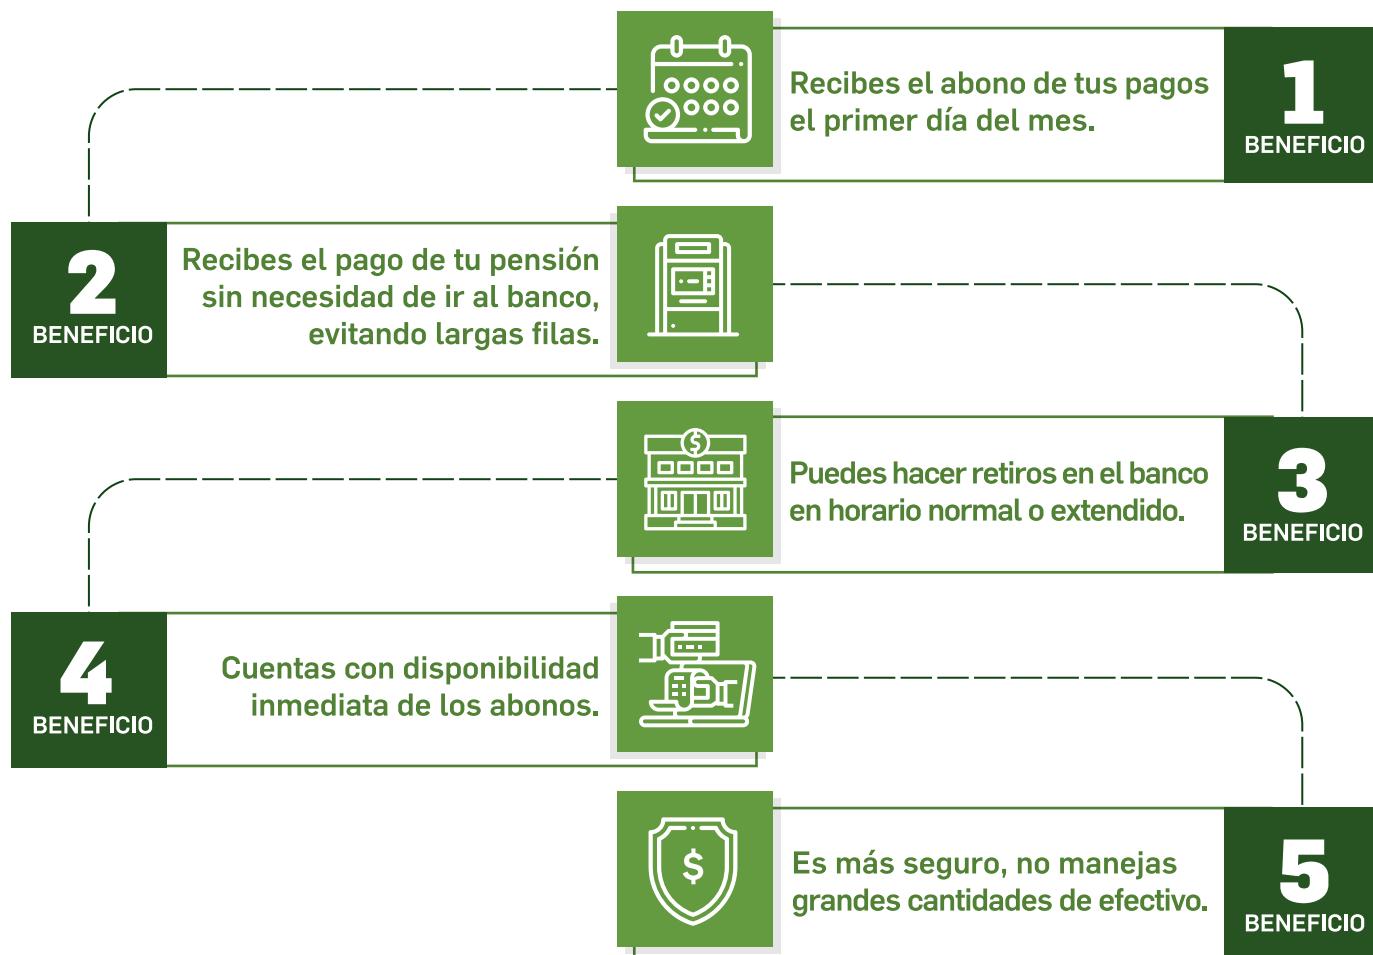 Recibes el abono de tus pagos
el primer día del mes.
1
BENEFICIO
2
BENEFICIO
Recibes el pago de tu pensión
sin necesidad de ir al banco,
evitando largas filas.
Puedes hacer retiros en el banco
en horario normal o extendido.
3
BENEFICIO
4
BENEFICIO
Cuentas con disponibilidad
inmediata de los abonos.
Es más seguro, no manejas
grandes cantidades de efectivo.
5
BENEFICIO